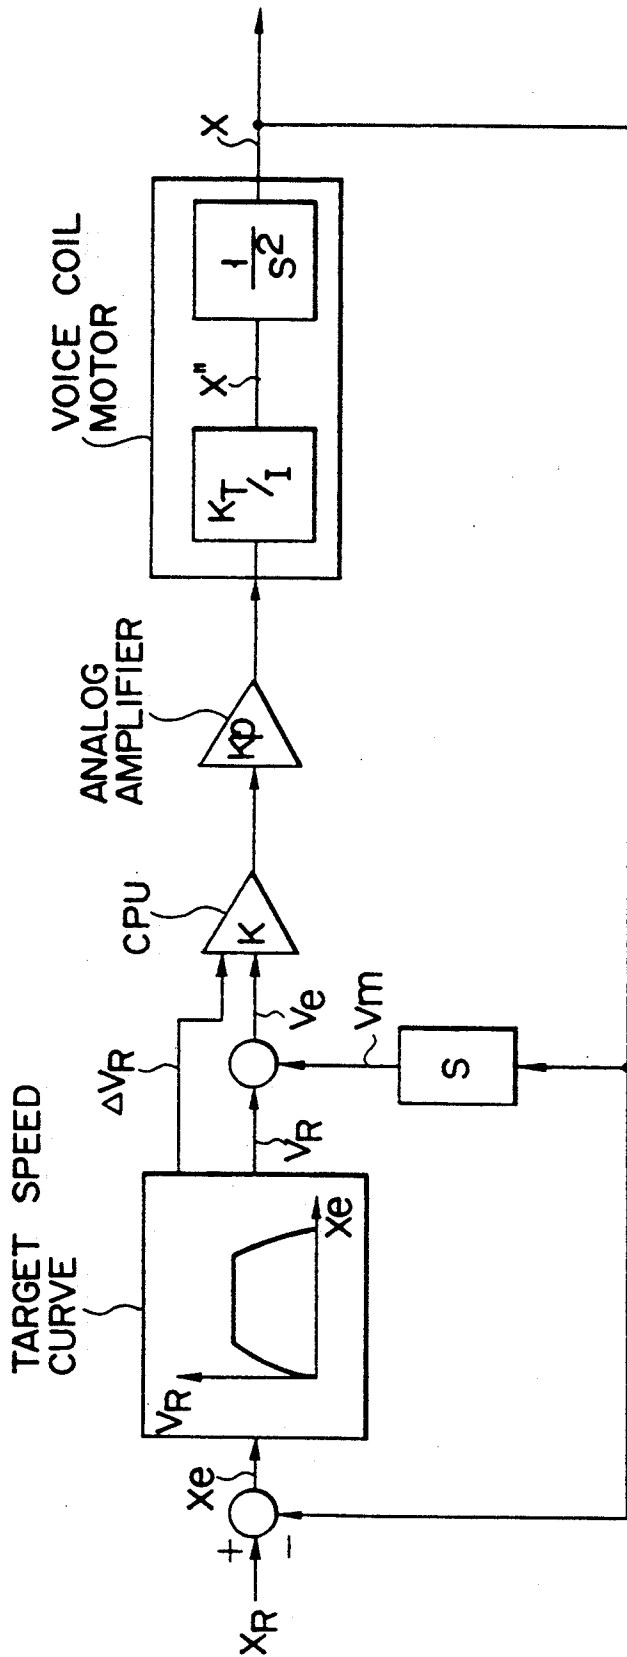 TARGET SPEED
CURVE
ΔVR
CPU
ANALOG
AMPLIFIER
VOICE COIL
MOTOR
XR
+
−
Xe
VR
Xe
VR
Ve
K
Kp
KT/I
X"
1/S²
X
Vm
S